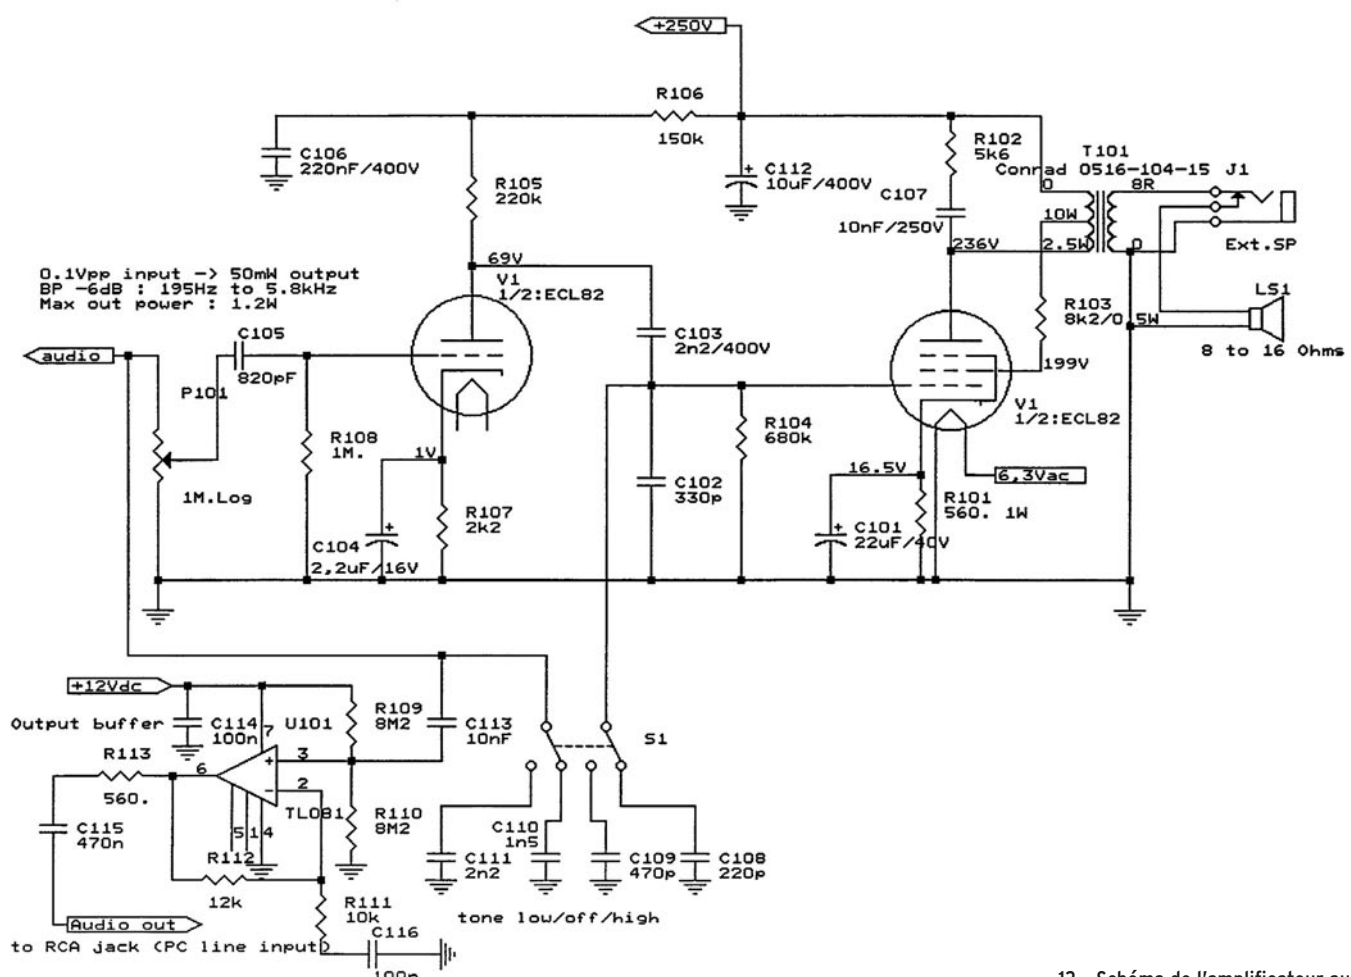 +250V
R106
150k
C106
220nF/400V
R105
220k
C112
10uF/400V
R102
5k6
T101
Conrad 0516-104-15 J1
0
8R
C107
10nF/250V
10W
236V
2.5W
0
Ext.SP
69V
V1
1/2:ECL82
0.1Vpp input -> 50mW output
BP -6dB : 195Hz to 5.8kHz
Max out power : 1.2W
R103
8k2/0.5W
LS1
8 to 16 Ohms
C105
820pF
audio
C103
2n2/400V
199V
P101
V1
1/2:ECL82
R104
680k
R108
1M.
1V
16.5V
6,3Vac
1M.Log
C102
330p
R107
2k2
R101
560. 1W
C104
2,2uF/16V
C101
22uF/40V
+12Vdc
Output buffer
C114
100n
U101
7
R109
8M2
C113
10nF
S1
R113
560.
6
3
2
+
-
TL081
R110
8M2
C115
470n
5 1 4
R112
12k
C111
2n2
C110
1n5
C109
470p
C108
220p
R111
10k
tone low/off/high
Audio out
to RCA jack (PC line input)
C116
100n